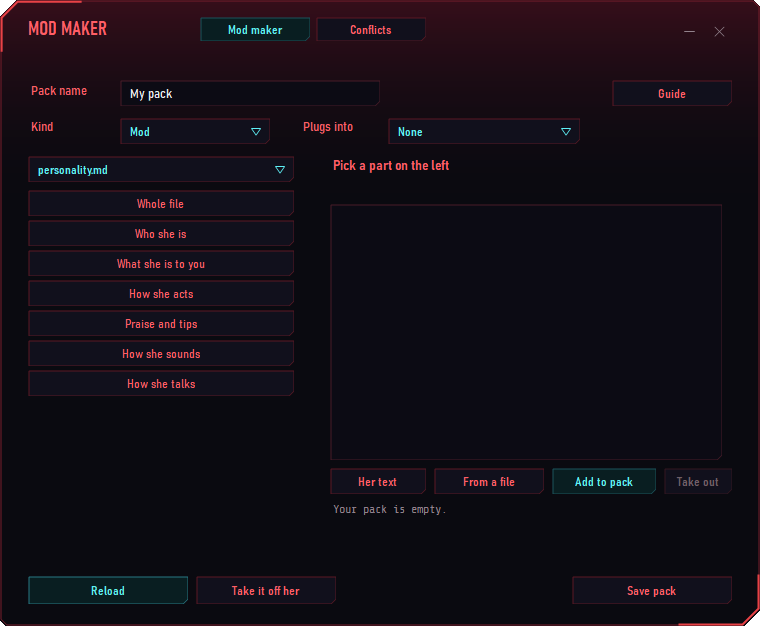 MOD MAKER
Mod maker
Conflicts
Pack name
My pack
Guide
Kind
Mod
Plugs into
None
personality.md
Pick a part on the left
Whole file
Who she is
What she is to you
How she acts
Praise and tips
How she sounds
How she talks
Her text
From a file
Add to pack
Take out
Your pack is empty.
Reload
Take it off her
Save pack